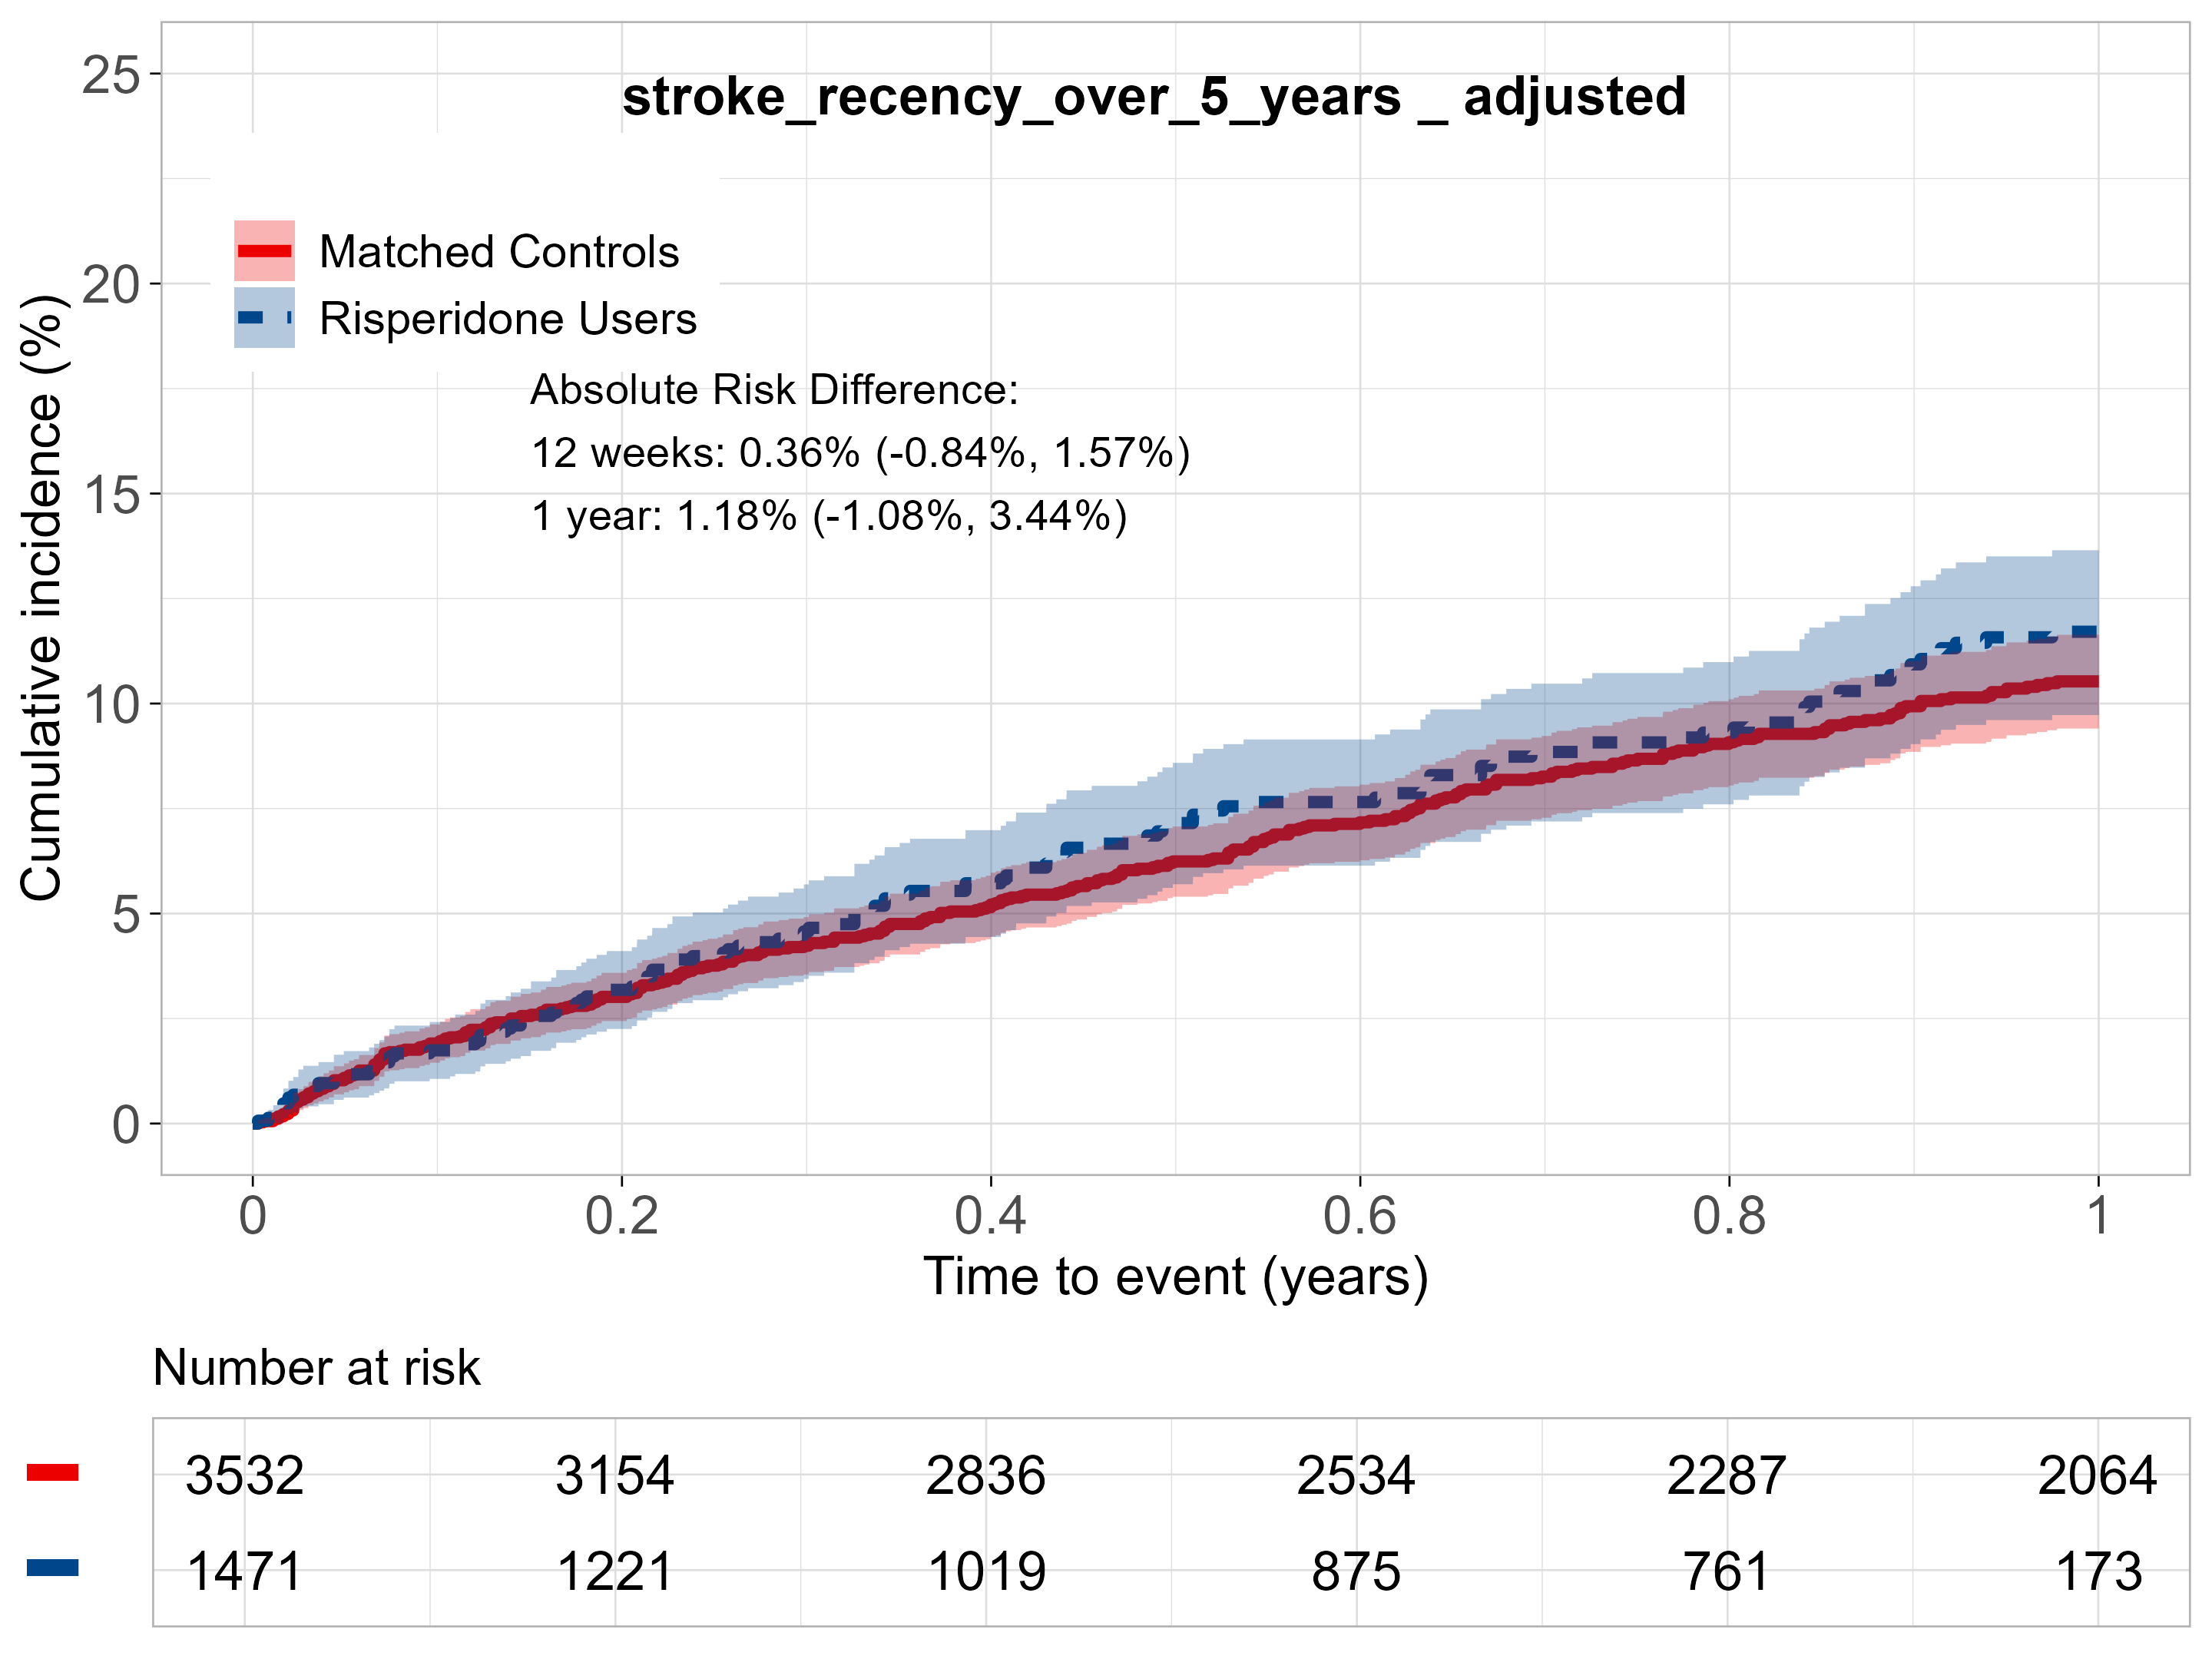 stroke_recency_over_5_years _ adjusted
Matched Controls
Risperidone Users
Absolute Risk Difference:
12 weeks: 0.36% (-0.84%, 1.57%)
1 year: 1.18% (-1.08%, 3.44%)
Cumulative incidence (%)
25
20
15
10
5
0
0 0.2 0.4 0.6 0.8 1
Time to event (years)
Number at risk
3532 3154 2836 2534 2287 2064
1471 1221 1019 875 761 173